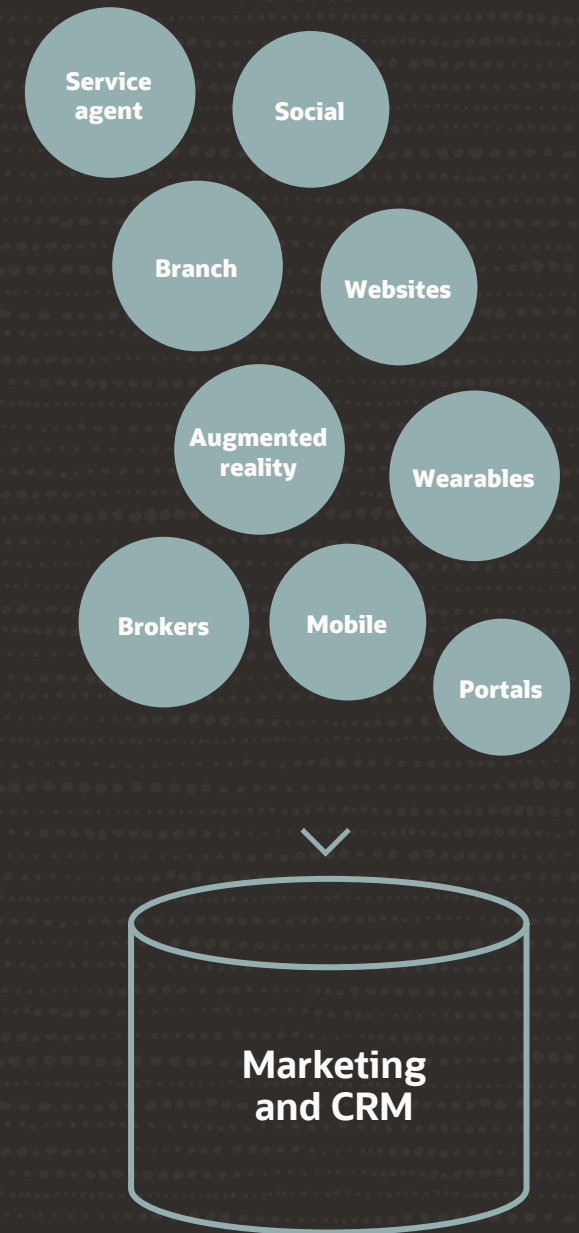 Service
agent
Social
Branch
Websites
Augmented
reality
Wearables
Brokers
Mobile
Portals
Marketing
and CRM